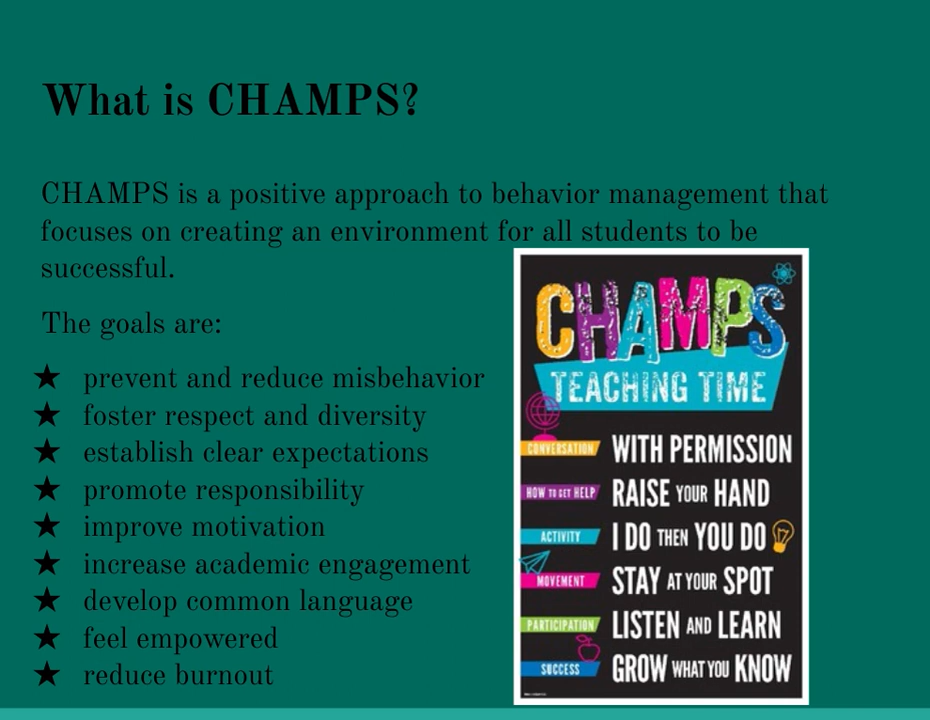 What is CHAMPS?
CHAMPS is a positive approach to behavior management that
focuses on creating an environment for all students to be
successful.
The goals are:
★ prevent and reduce misbehavior
★ foster respect and diversity
★ establish clear expectations
★ promote responsibility
★ improve motivation
★ increase academic engagement
★ develop common language
★ feel empowered
★ reduce burnout
CHAMPS
TEACHING TIME
CONVERSATION WITH PERMISSION
HOW TO GET HELP RAISE YOUR HAND
ACTIVITY I DO THEN YOU DO
MOVEMENT STAY AT YOUR SPOT
PARTICIPATION LISTEN AND LEARN
SUCCESS GROW WHAT YOU KNOW